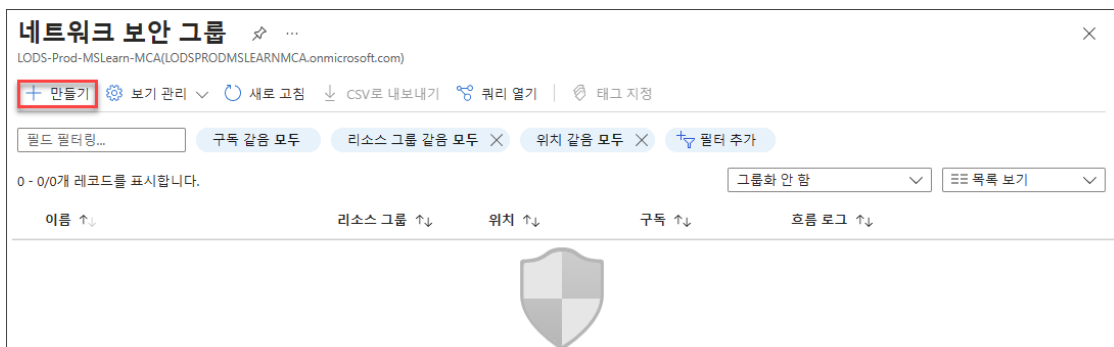 네트워크 보안 그룹 ...
LODS-Prod-MSLearn-MCA(LODSPRODMSLEARNMCA.onmicrosoft.com)
만들기 보기 관리 새로 고침 CSV로 내보내기 쿼리 열기 태그 지정
필드 필터링... 구독 같음 모두 리소스 그룹 같음 모두 위치 같음 모두 필터 추가
0 - 0/0개 레코드를 표시합니다. 그룹화 안 함 목록 보기
이름 리소스 그룹 위치 구독 흐름 로그